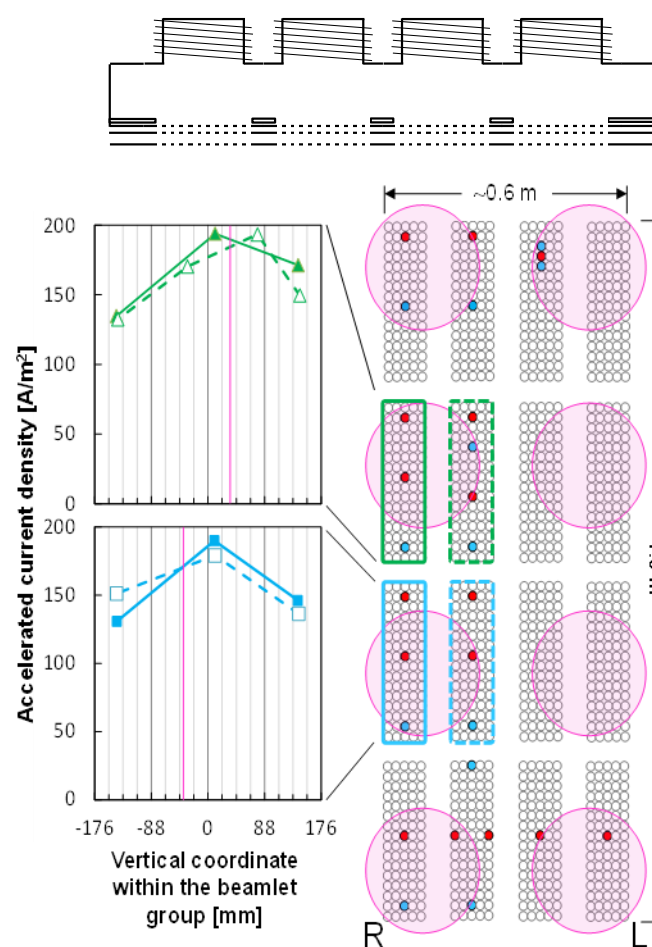 ~0.6 m
200
150
100
50
0
200
150
100
50
0
-176 -88 0 88 176
Accelerated current density [A/m²]
Vertical coordinate
within the beamlet
group [mm]
R
L